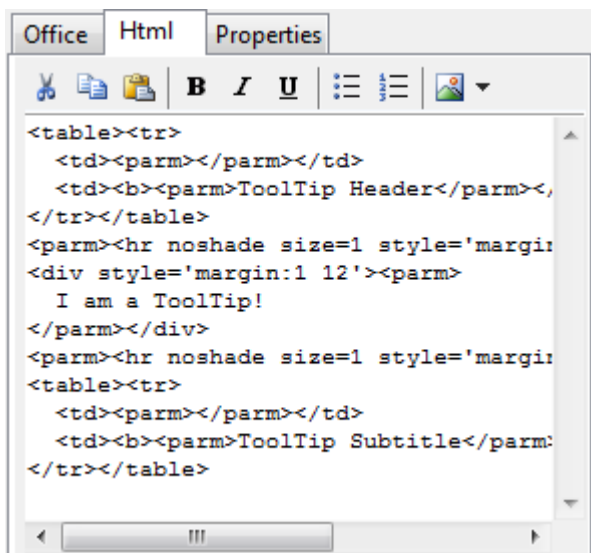 Office Html Properties
B I U
<table><tr>
  <td><parm></parm></td>
  <td><b><parm>ToolTip Header</parm></
</tr></table>
<parm><hr noshade size=1 style='margin
<div style='margin:1 12'><parm>
  I am a ToolTip!
</parm></div>
<parm><hr noshade size=1 style='margin
<table><tr>
  <td><parm></parm></td>
  <td><b><parm>ToolTip Subtitle</parm>
</tr></table>